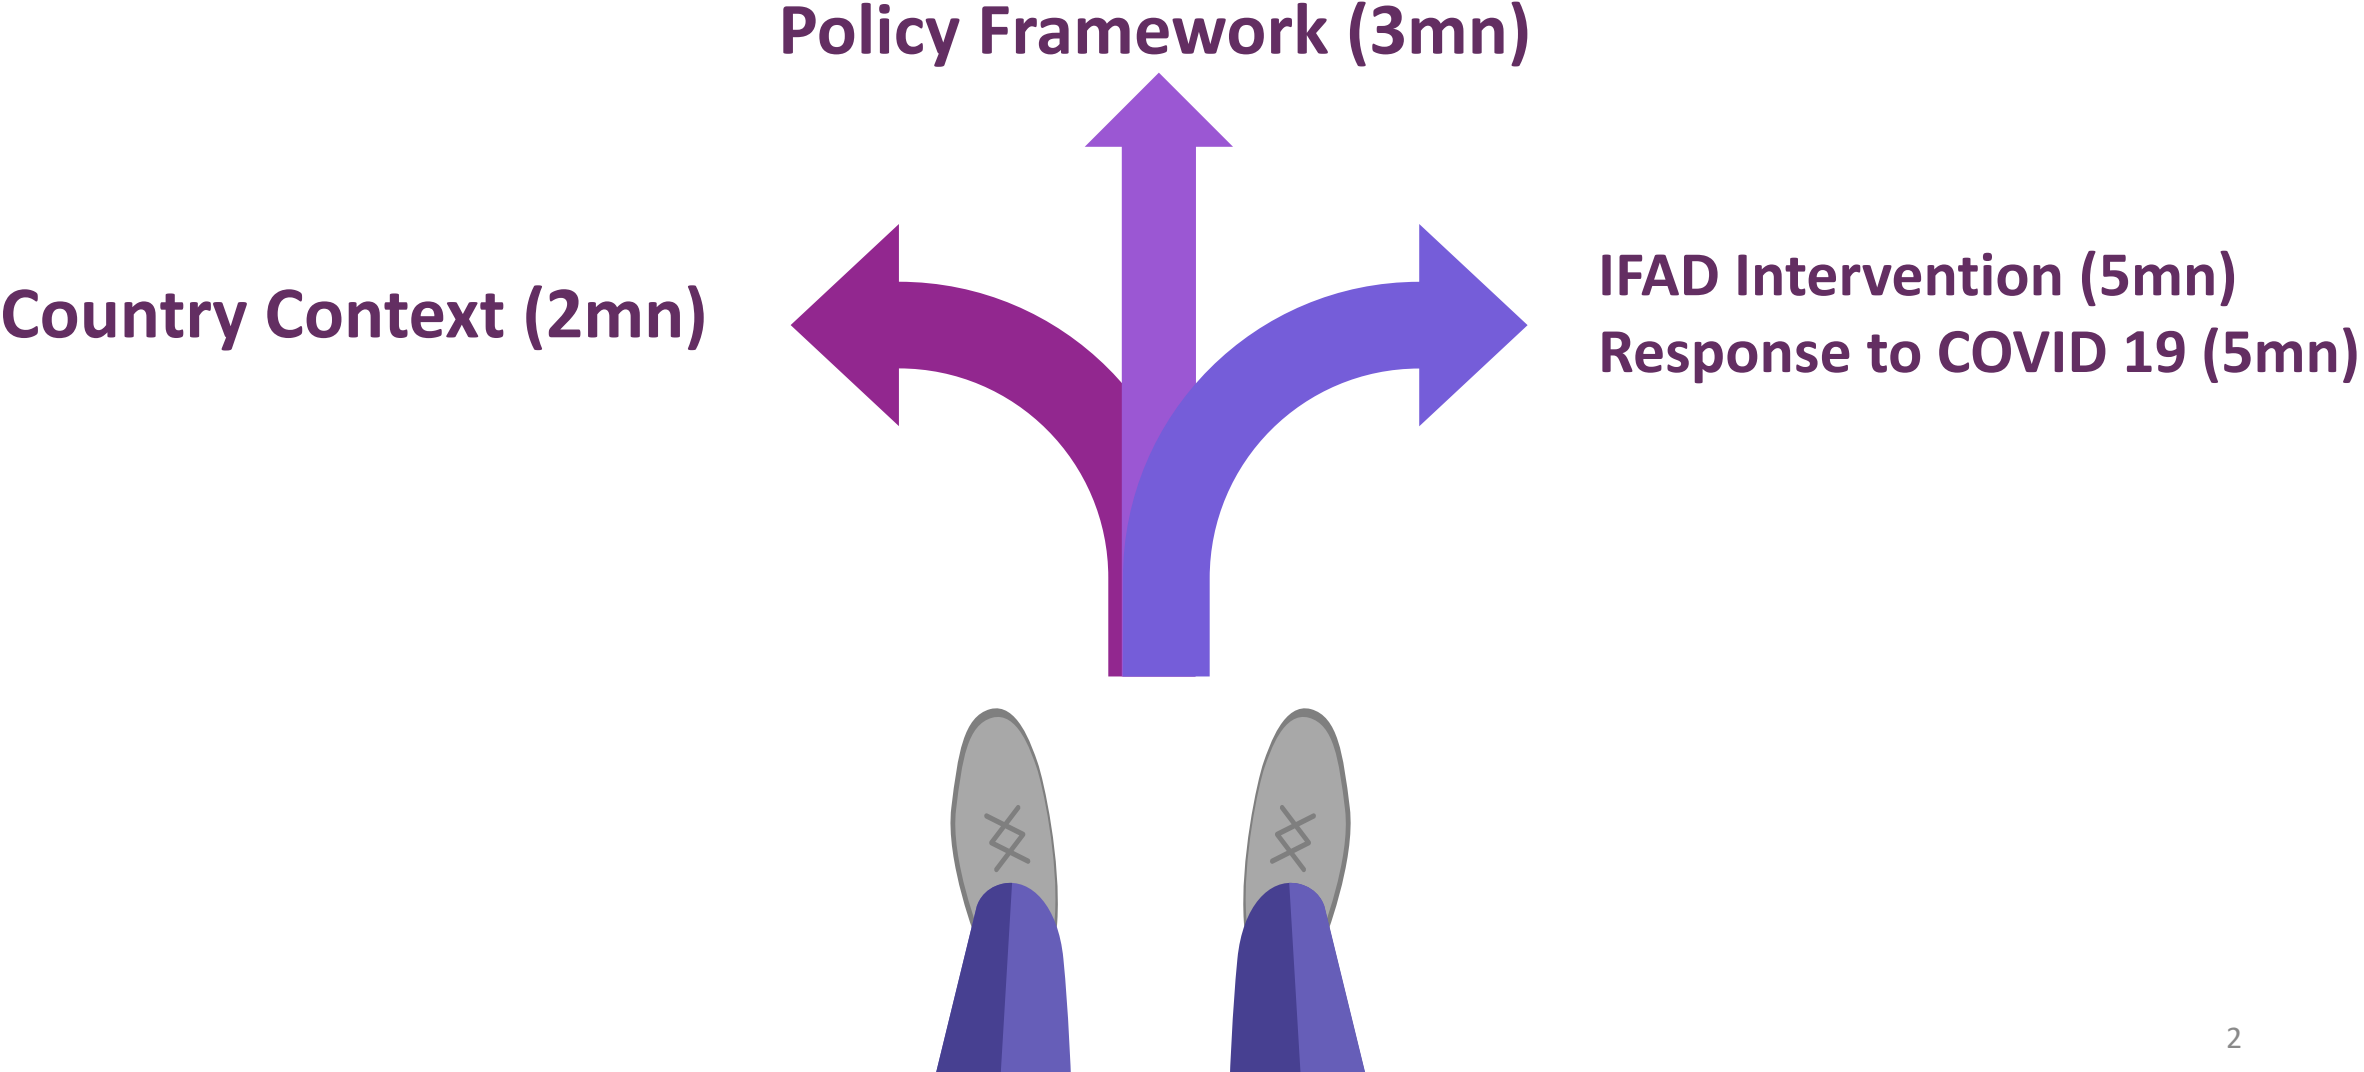 Policy Framework (3mn)
Country Context (2mn)
IFAD Intervention (5mn)
Response to COVID 19 (5mn)
2